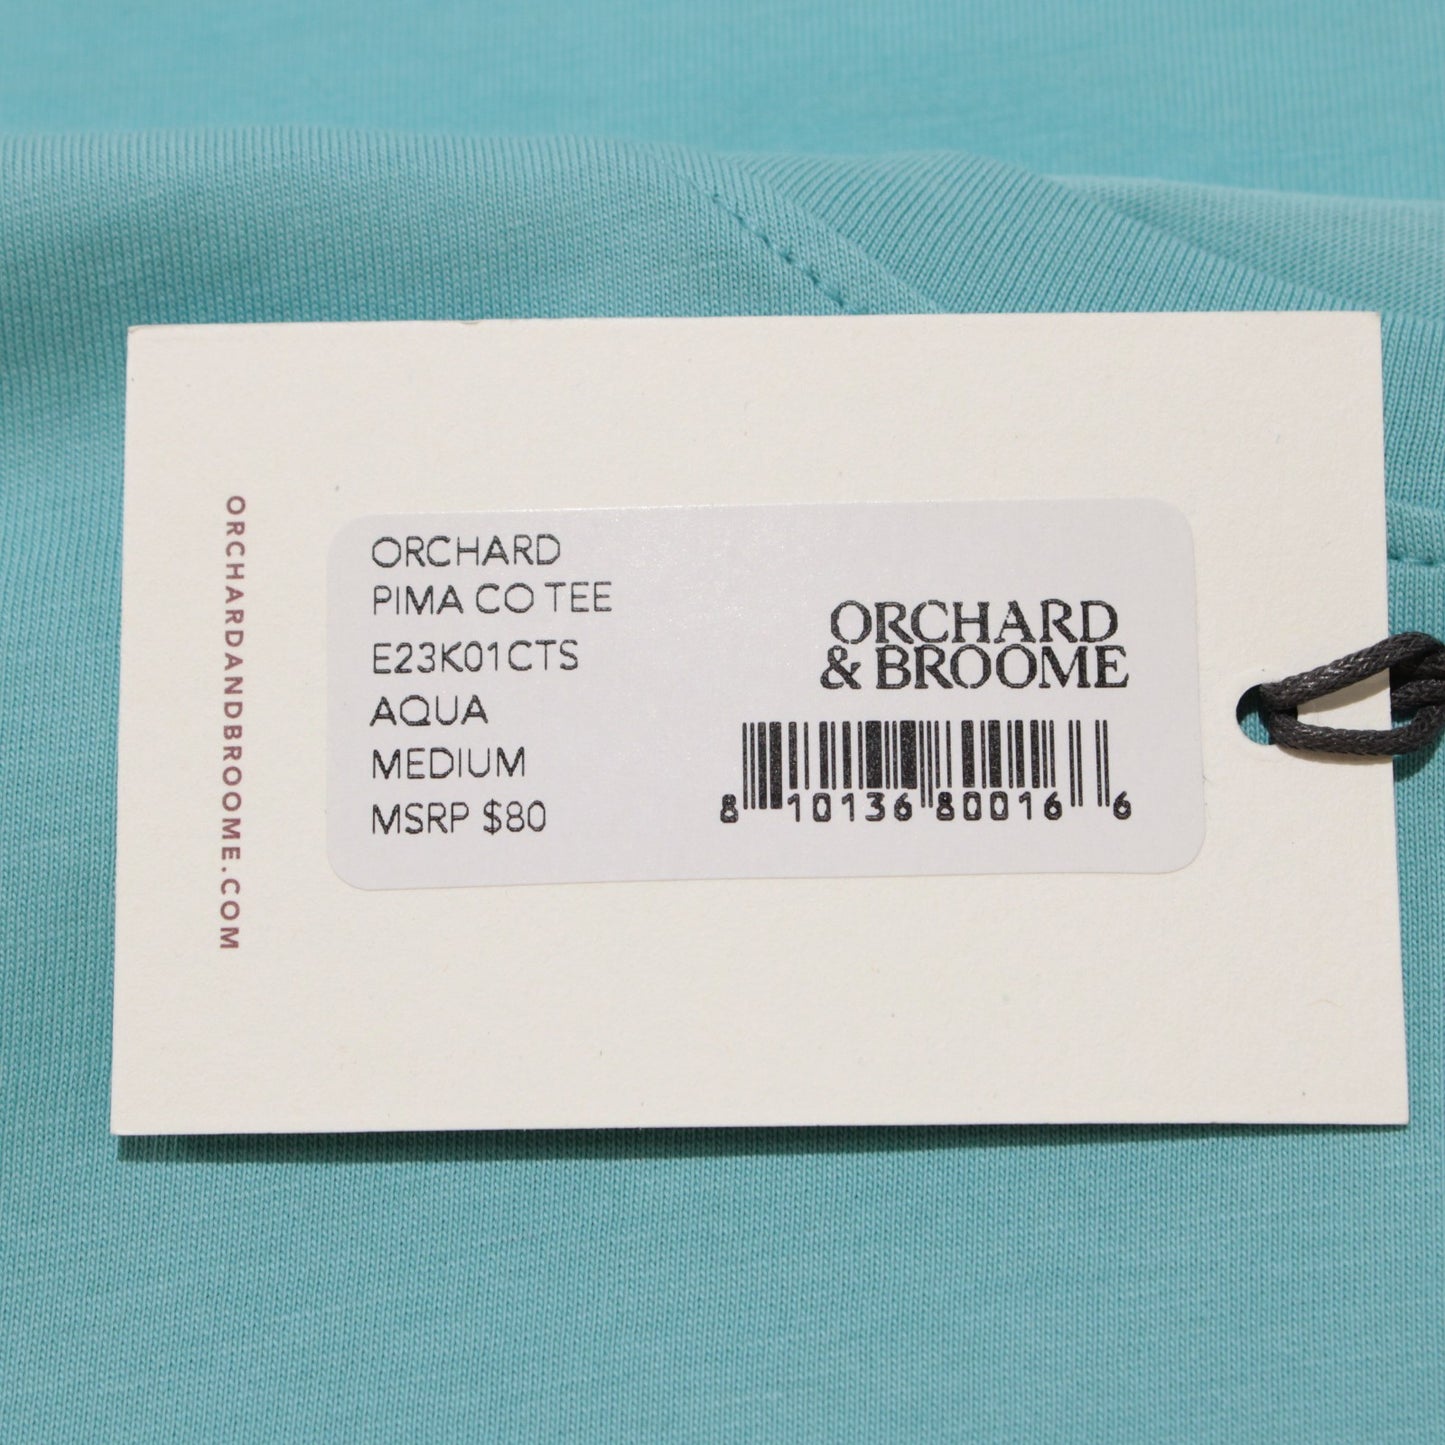 ORCHARDANDBROOME.COM
ORCHARD
PIMA CO TEE
E23K01CTS
AQUA
MEDIUM
MSRP $80
ORCHARD
& BROOME
8 10136 80016 6